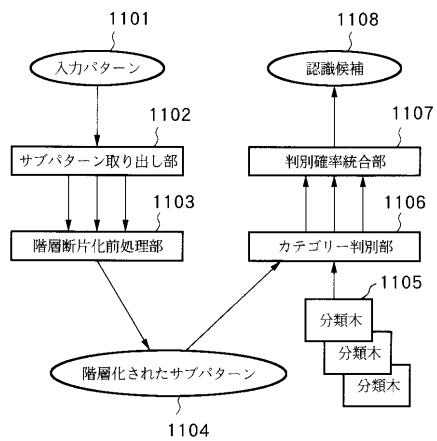 1101
入力パターン
1102
サブパターン取り出し部
1103
階層断片化前処理部
階層化されたサブパターン
1104
1108
認識候補
1107
判別確率統合部
1106
カテゴリー判別部
1105
分類木
分類木
分類木